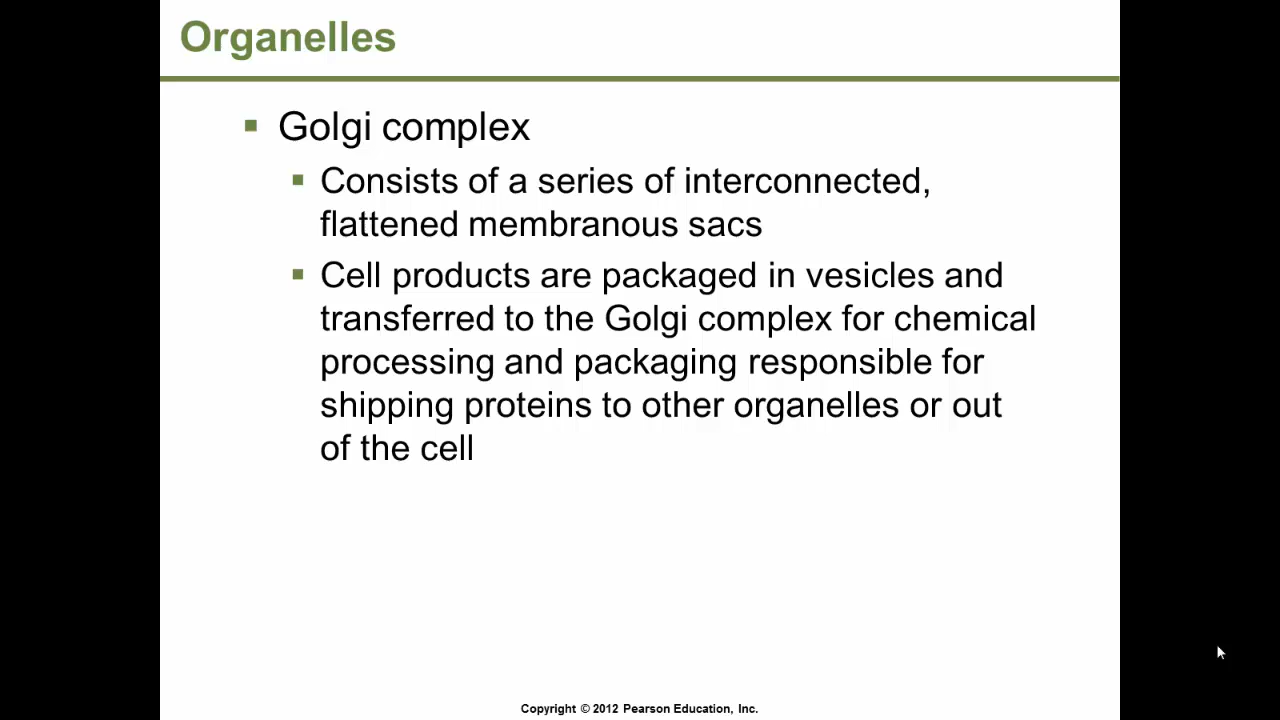 Organelles
Golgi complex
Consists of a series of interconnected,
flattened membranous sacs
Cell products are packaged in vesicles and
transferred to the Golgi complex for chemical
processing and packaging responsible for
shipping proteins to other organelles or out
of the cell
Copyright © 2012 Pearson Education, Inc.